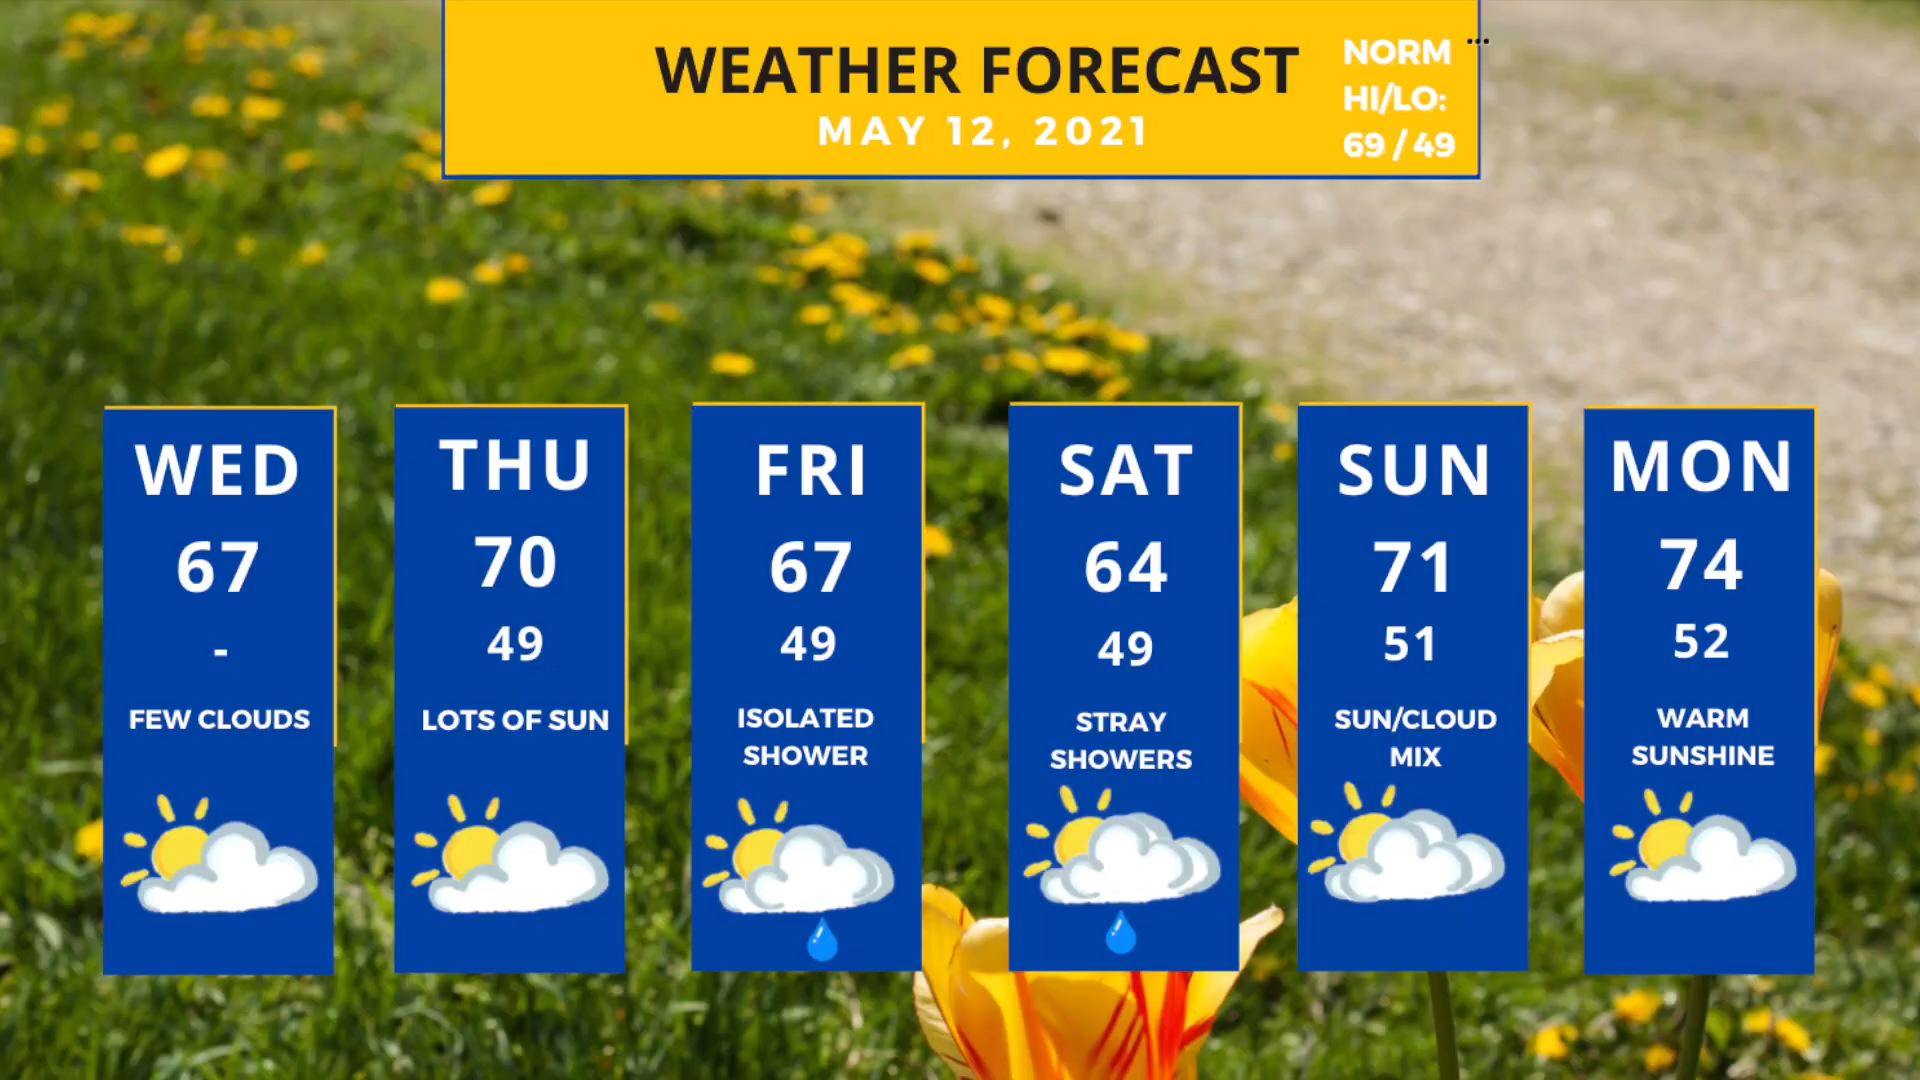 WEATHER FORECAST
MAY 12, 2021
NORM
HI/LO:
69 / 49
WED
67
-
FEW CLOUDS
THU
70
49
LOTS OF SUN
FRI
67
49
ISOLATED
SHOWER
SAT
64
49
STRAY
SHOWERS
SUN
71
51
SUN/CLOUD
MIX
MON
74
52
WARM
SUNSHINE